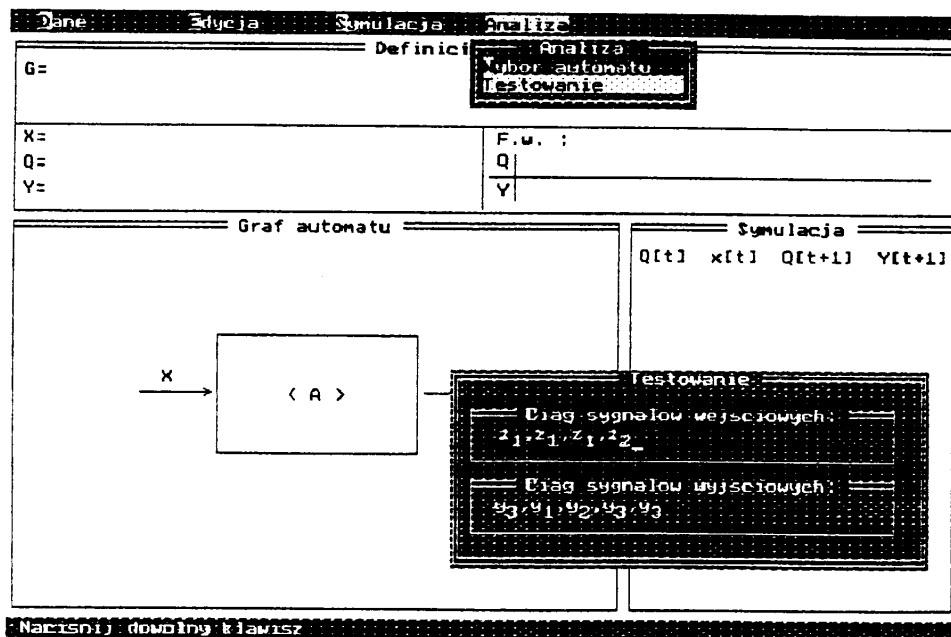 Dane Edycja Symulacja Analiza
Definicj
Analiza
Wybor automatu
Testowanie
G=
X=
Q=
Y=
F.w. :
Q
Y
Graf automatu
Symulacja
Q[t] x[t] Q[t+1] Y[t+1]
X
< A >
Testowanie
Ciag sygnalow wejsciowych:
z1,z1,z1,z2_
Ciag sygnalow wyjsciowych:
y3,y1,y2,y3,y3
Nacisnij dowolny klawisz